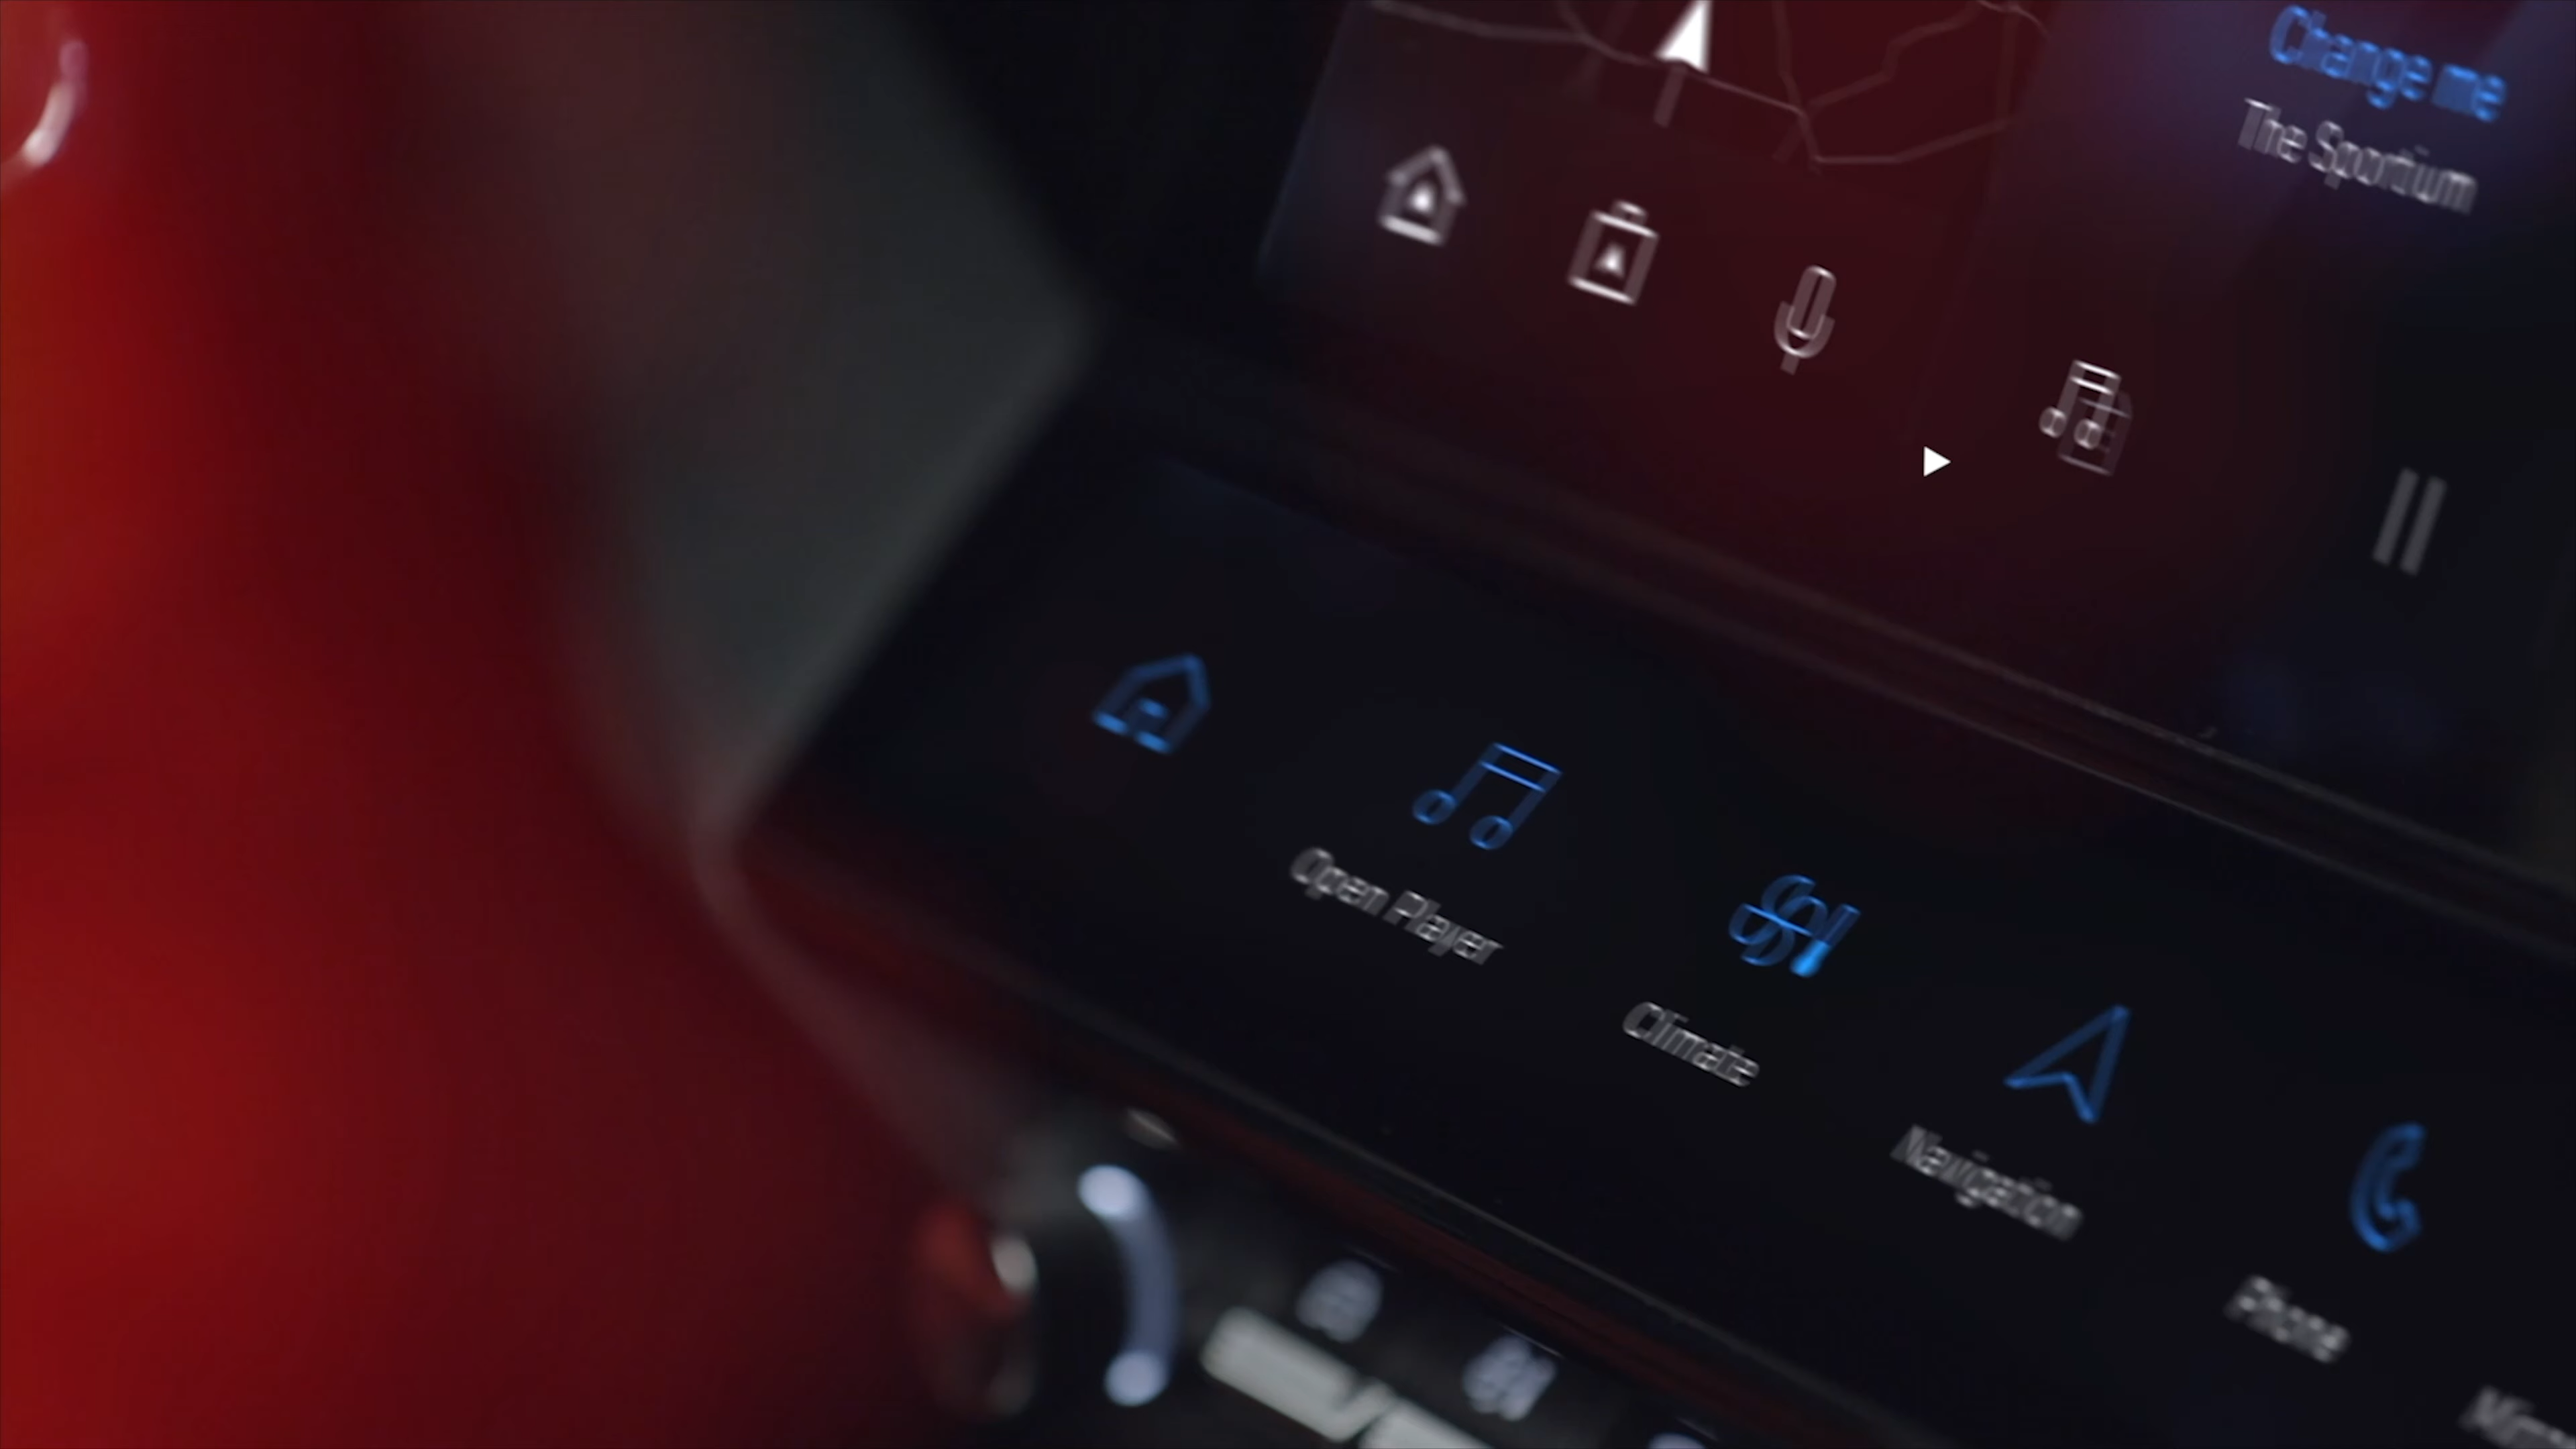 Change me
The Sportium
Open Player
Climate
Navigation
Phone